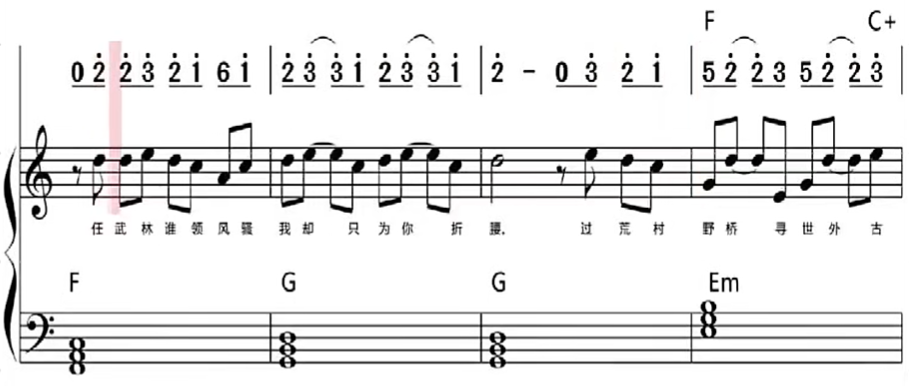 F C+
0 2̇ 2̇ 3̇ 2̇ 1̇ 6 1̇ | 2̇ 3̇ 3̇ 1̇ 2̇ 3̇ 3̇ 1̇ | 2̇ - 0 3̇ 2̇ 1̇ | 5 2̇ 2̇ 3 5 2̇ 2̇ 3̇
任 武 林 谁 领 风 骚 我 却 只 为 你 折 腰, 过 荒 村 野 桥 寻 世 外 古
F G G Em